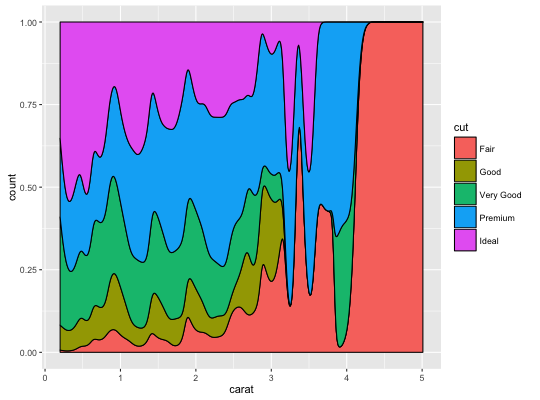 1.00
0.75
0.50
0.25
0.00
count
0 1 2 3 4 5
carat
cut
Fair
Good
Very Good
Premium
Ideal